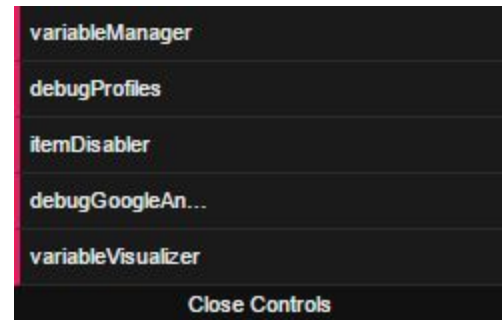 variableManager
debugProfiles
itemDisabler
debugGoogleAn...
variableVisualizer
Close Controls